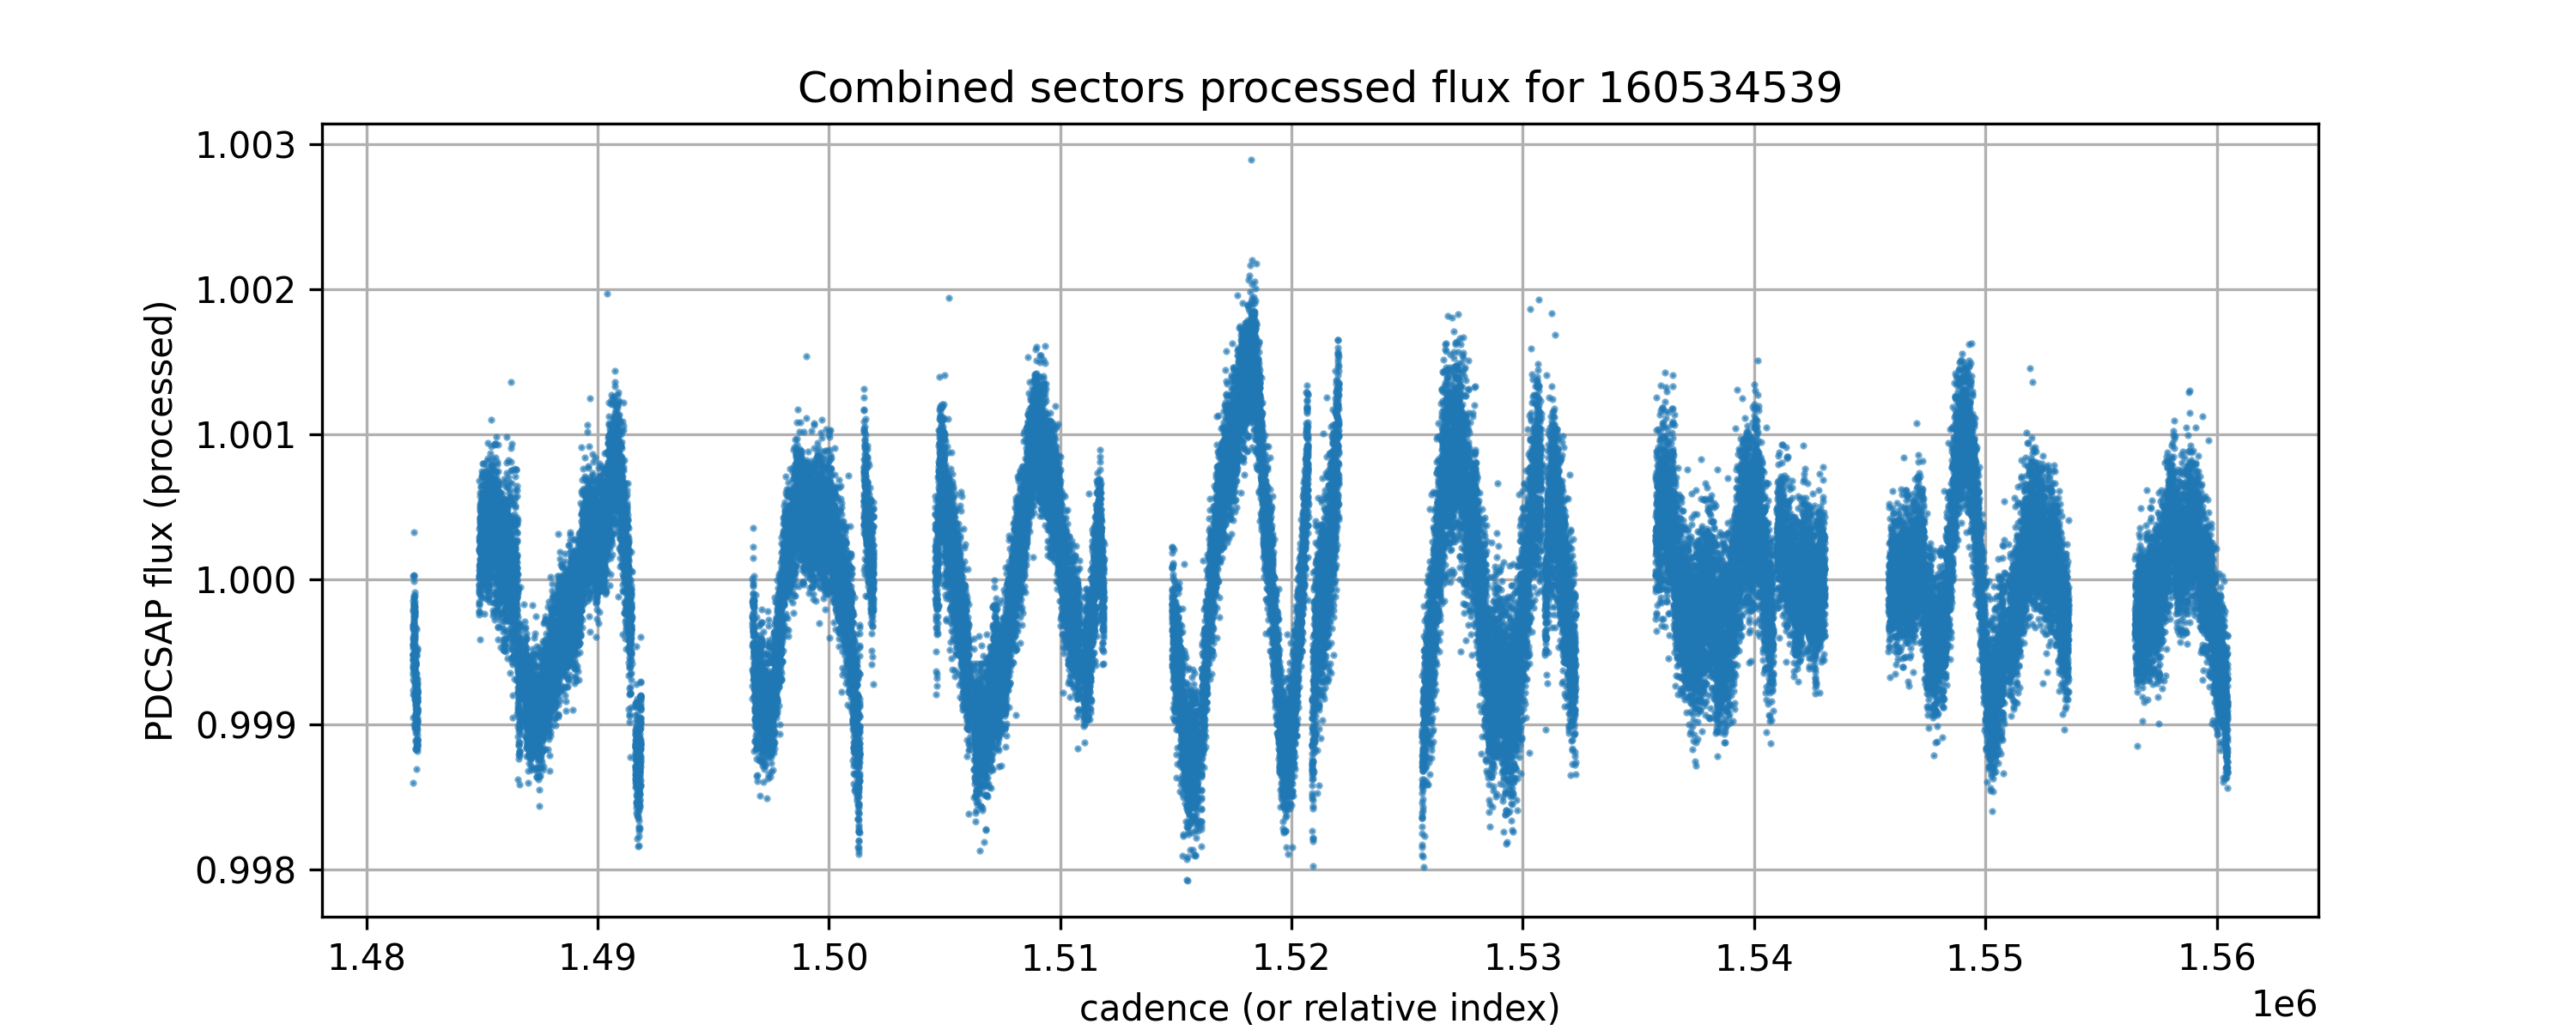 Combined sectors processed flux for 160534539
PDCSAP flux (processed)
1.003
1.002
1.001
1.000
0.999
0.998
1.48 1.49 1.50 1.51 1.52 1.53 1.54 1.55 1.56
1e6
cadence (or relative index)